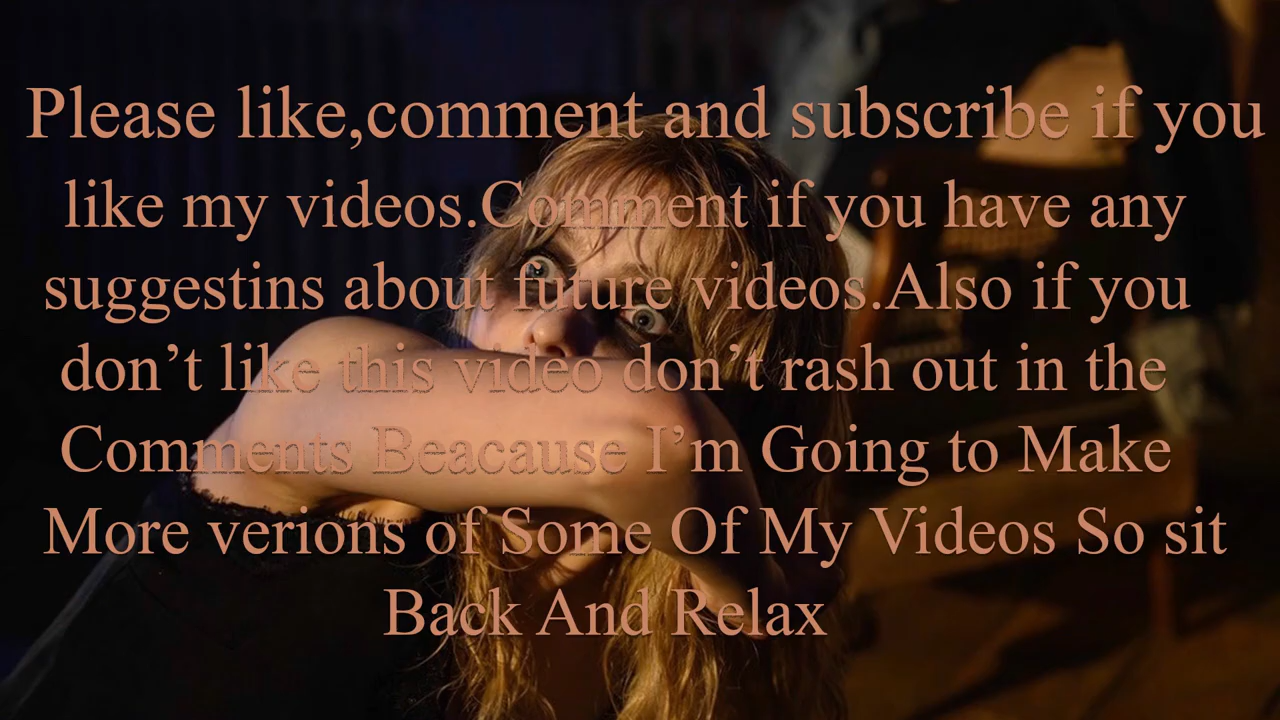 Please like,comment and subscribe if you
like my videos.Comment if you have any
suggestins about future videos.Also if you
don’t like this video don’t rash out in the
Comments Beacause I’m Going to Make
More verions of Some Of My Videos So sit
Back And Relax